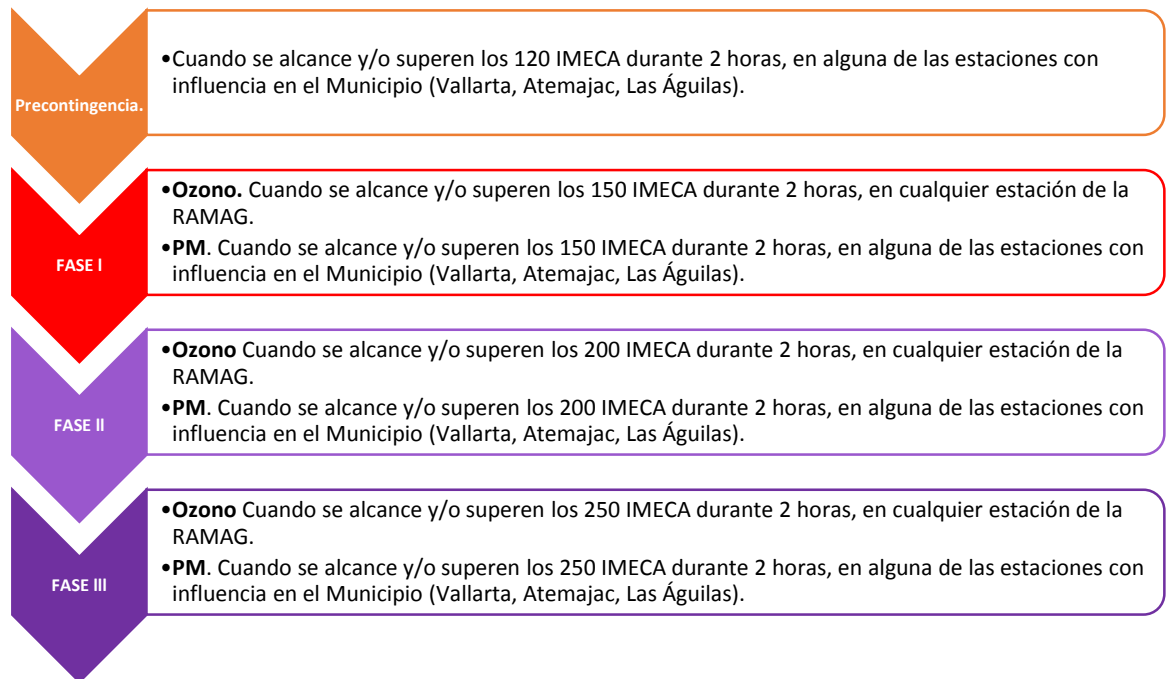 Precontingencia.
•Cuando se alcance y/o superen los 120 IMECA durante 2 horas, en alguna de las estaciones con
influencia en el Municipio (Vallarta, Atemajac, Las Águilas).
FASE l
•Ozono. Cuando se alcance y/o superen los 150 IMECA durante 2 horas, en cualquier estación de la
RAMAG.
•PM. Cuando se alcance y/o superen los 150 IMECA durante 2 horas, en alguna de las estaciones con
influencia en el Municipio (Vallarta, Atemajac, Las Águilas).
FASE ll
•Ozono Cuando se alcance y/o superen los 200 IMECA durante 2 horas, en cualquier estación de la
RAMAG.
•PM. Cuando se alcance y/o superen los 200 IMECA durante 2 horas, en alguna de las estaciones con
influencia en el Municipio (Vallarta, Atemajac, Las Águilas).
FASE lll
•Ozono Cuando se alcance y/o superen los 250 IMECA durante 2 horas, en cualquier estación de la
RAMAG.
•PM. Cuando se alcance y/o superen los 250 IMECA durante 2 horas, en alguna de las estaciones con
influencia en el Municipio (Vallarta, Atemajac, Las Águilas).